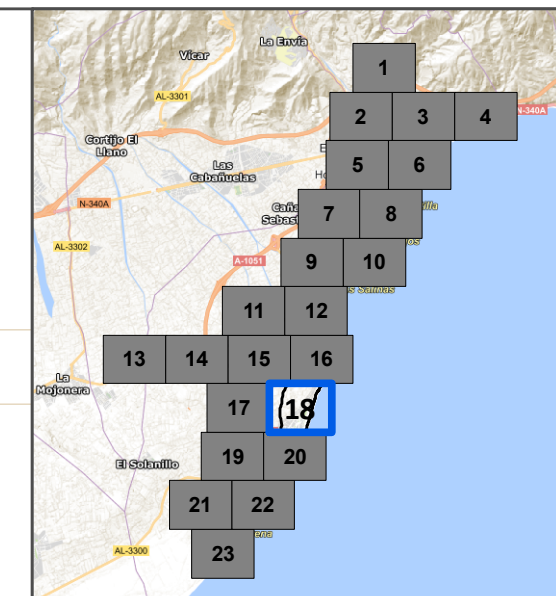 La Envía
Vícar
1
AL-3301
N-340A
2 3 4
Cortijo El
Llano
Las
Cabañuelas
5 6
N-340A
7 8
AL-3302
A-1051
9 10
Salinas
11 12
13 14 15 16
La
Mojonera
17 18
El Solanillo
19 20
21 22
AL-3300
23